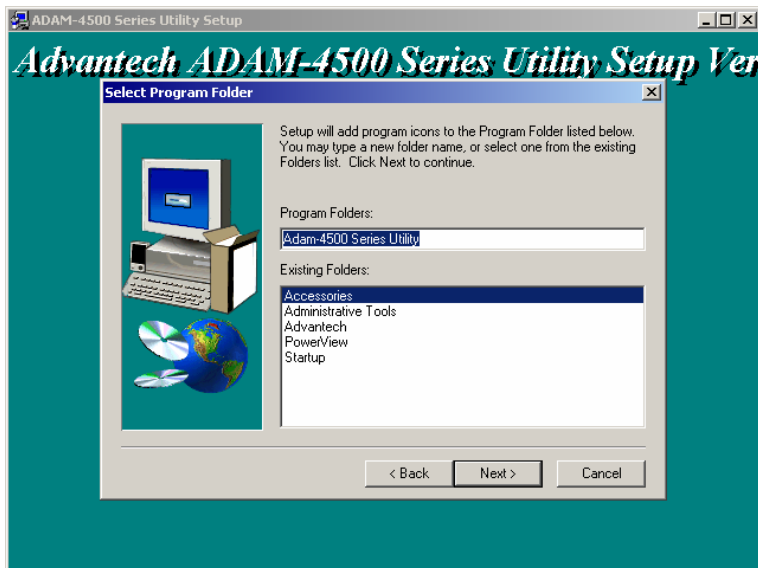 ADAM-4500 Series Utility Setup
Advantech ADAM-4500 Series Utility Setup Ver
Select Program Folder
Setup will add program icons to the Program Folder listed below.
You may type a new folder name, or select one from the existing
Folders list. Click Next to continue.
Program Folders:
Adam-4500 Series Utility
Existing Folders:
Accessories
Administrative Tools
Advantech
PowerView
Startup
< Back
Next >
Cancel